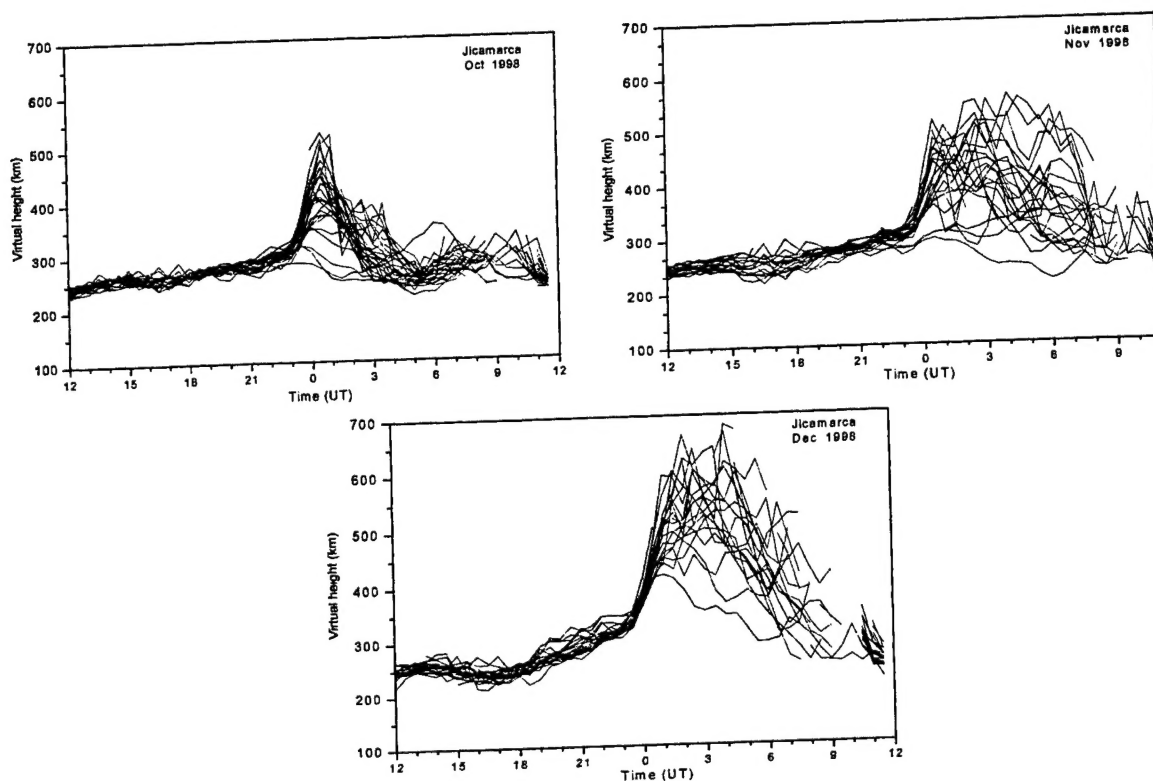 700
600
500
400
300
200
100
Virtual height (km)
Jicamarca
Oct 1998
12 15 18 21 0 3 6 9 12
Time (UT)
700
600
500
400
300
200
100
Virtual height (km)
Jicamarca
Nov 1998
12 15 18 21 0 3 6 9
Time (UT)
700
600
500
400
300
200
100
Virtual height (km)
Jicamarca
Dec 1998
12 15 18 21 0 3 6 9 12
Time (UT)